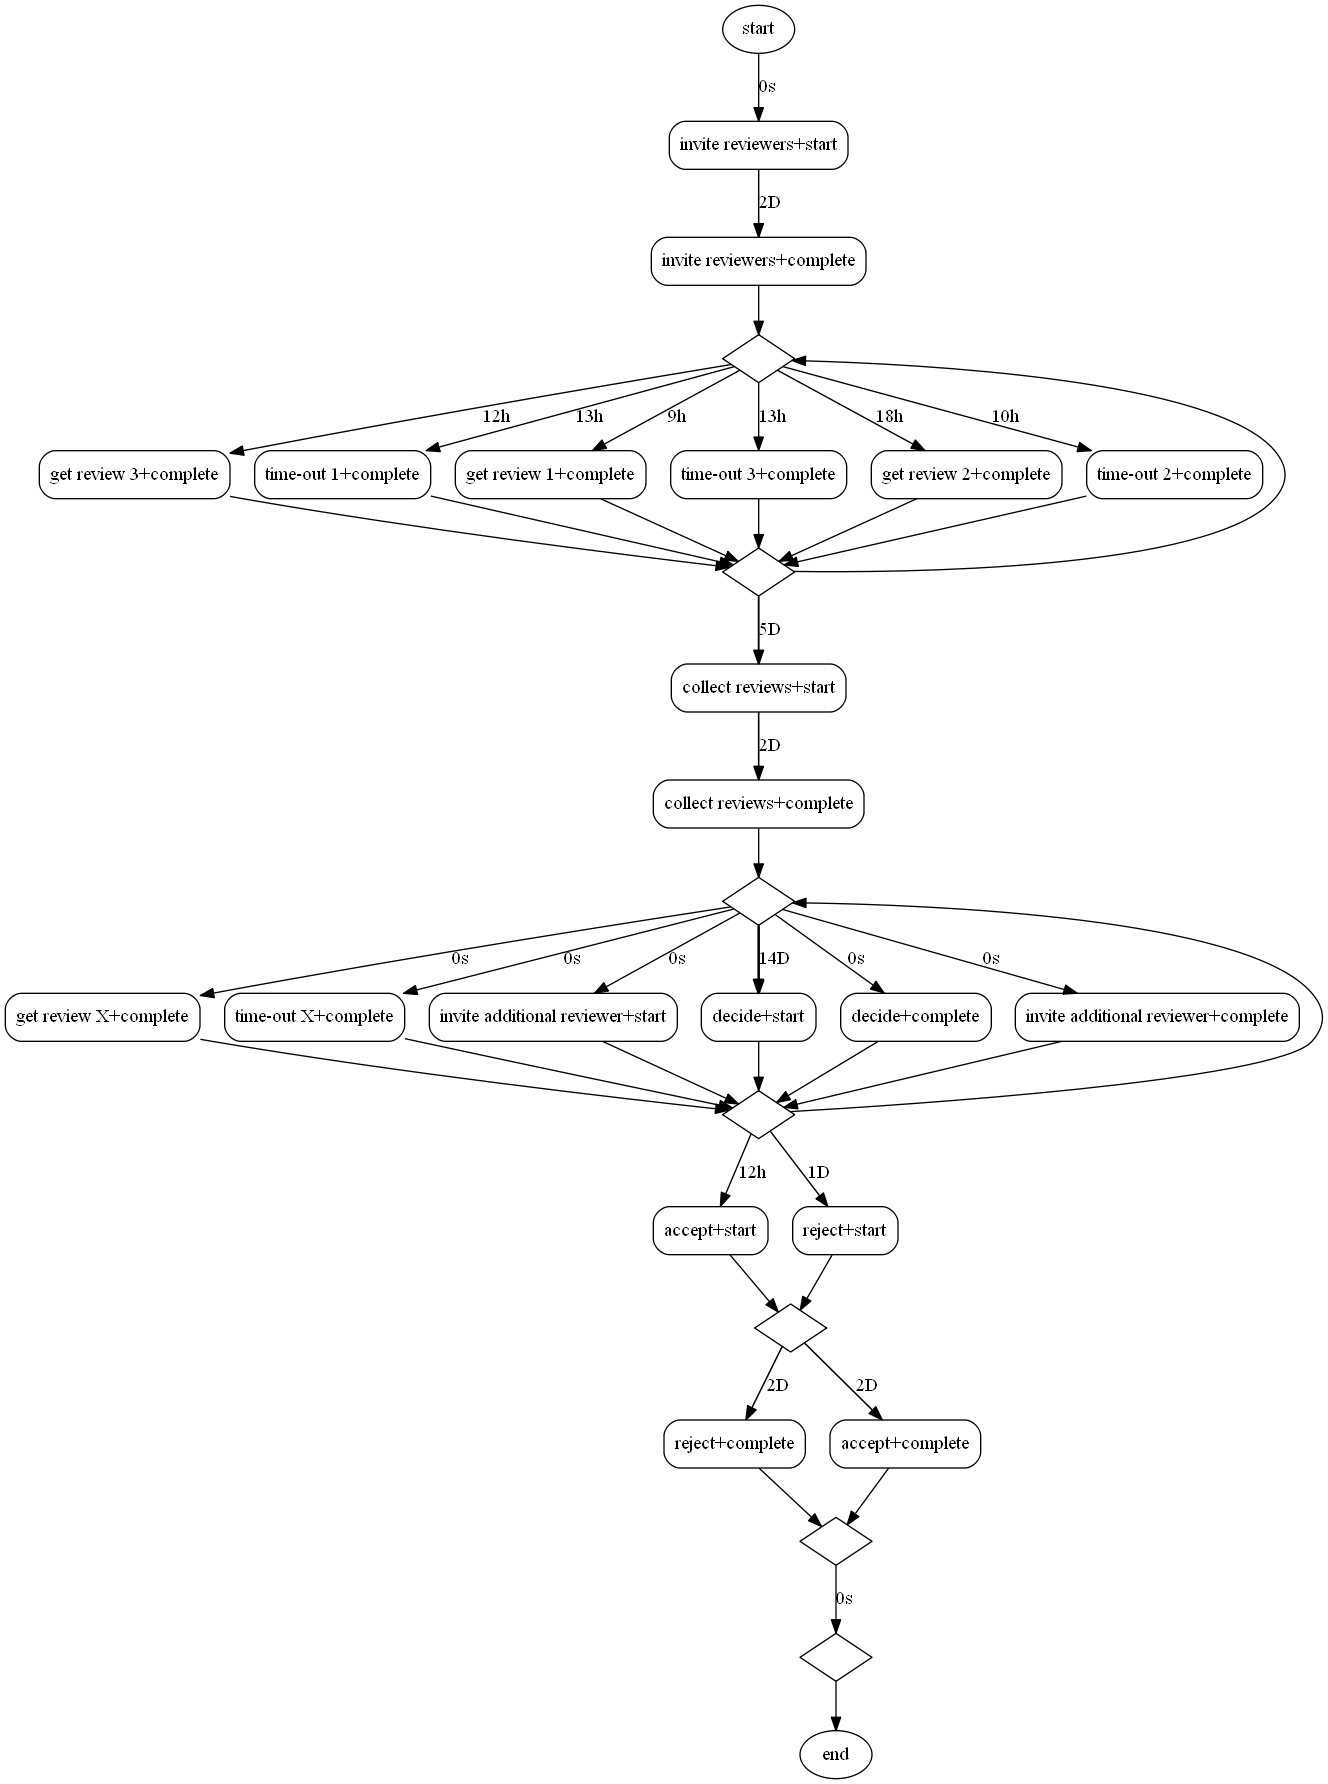 start
0s
invite reviewers+start
2D
invite reviewers+complete
12h
13h
9h
13h
18h
10h
get review 3+complete
time-out 1+complete
get review 1+complete
time-out 3+complete
get review 2+complete
time-out 2+complete
5D
collect reviews+start
2D
collect reviews+complete
0s
0s
0s
14D
0s
0s
get review X+complete
time-out X+complete
invite additional reviewer+start
decide+start
decide+complete
invite additional reviewer+complete
12h
1D
accept+start
reject+start
2D
2D
reject+complete
accept+complete
0s
end